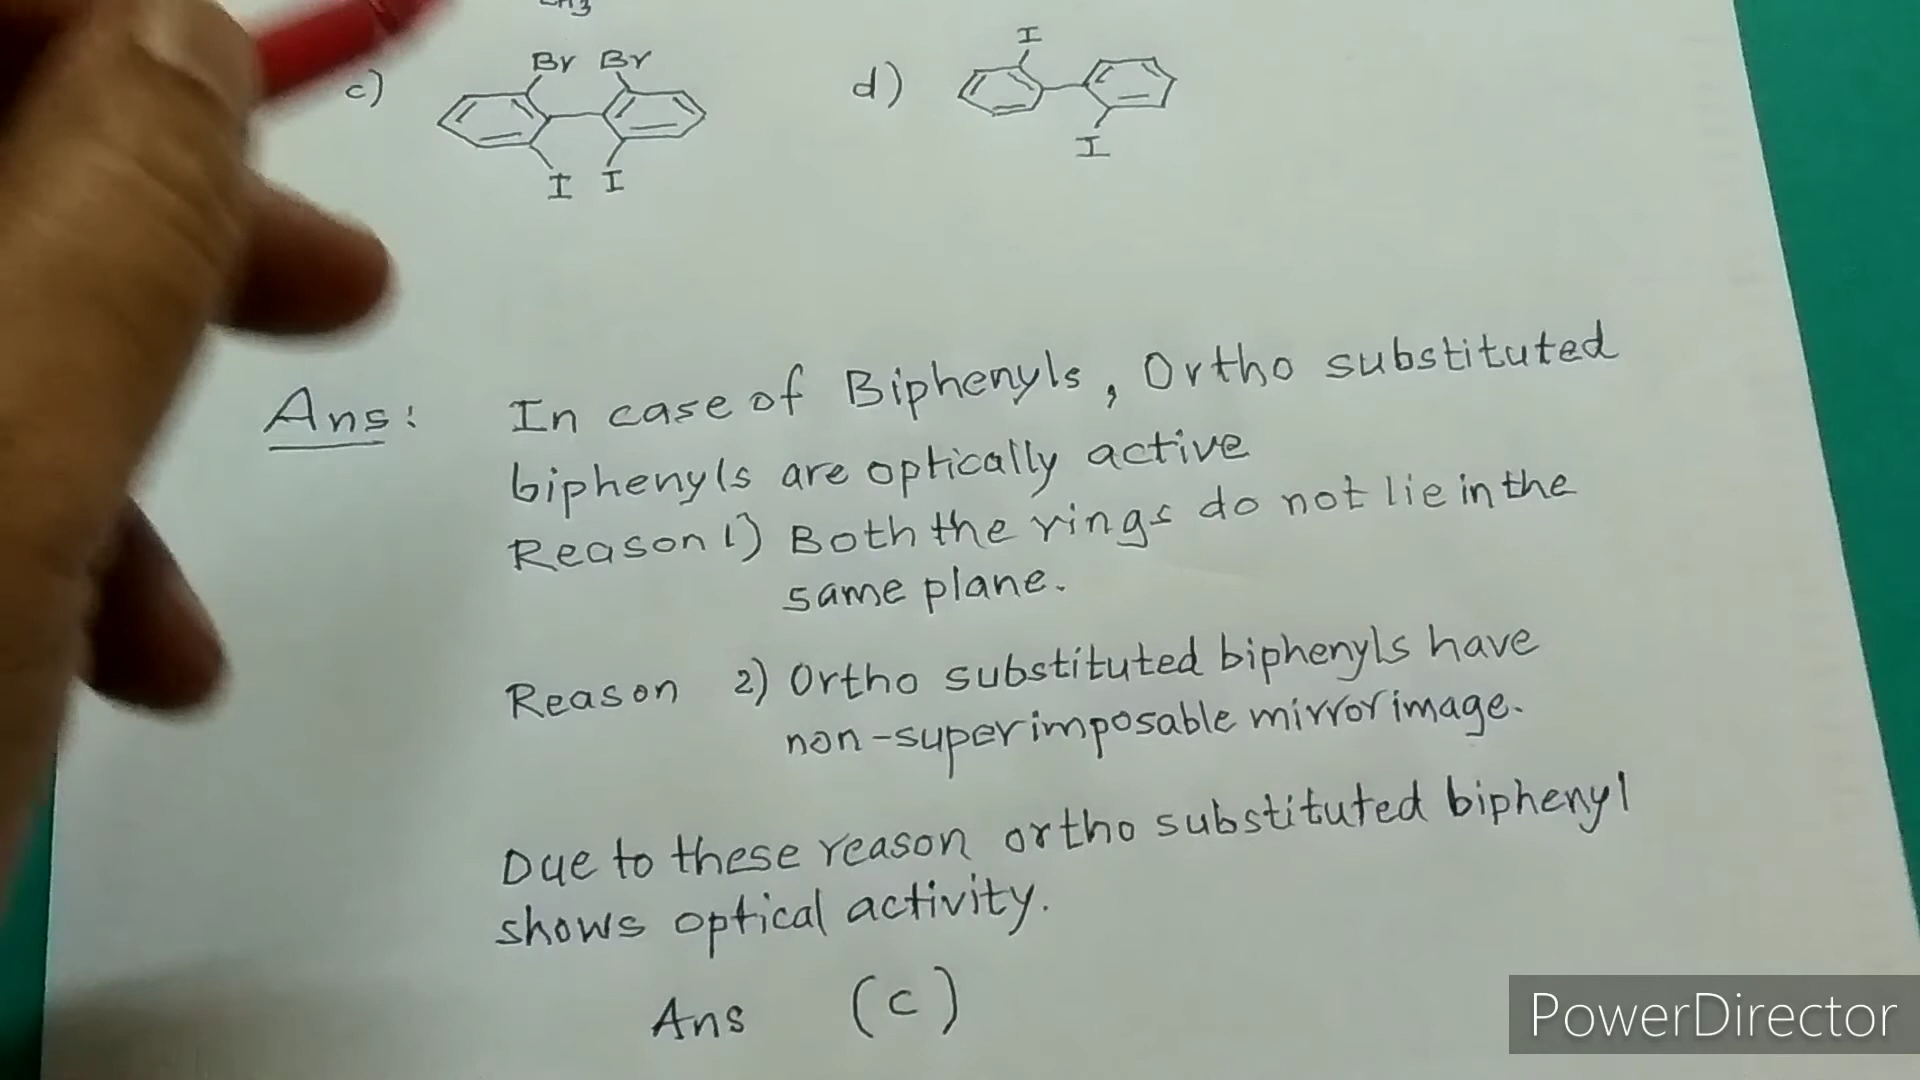 CH3
c) Br Br
I I
d) I
I
Ans: In case of Biphenyls, Ortho substituted
biphenyls are optically active
Reason 1) Both the rings do not lie in the
same plane.
Reason 2) Ortho substituted biphenyls have
non-superimposable mirror image.
Due to these reason ortho substituted biphenyl
shows optical activity.
Ans (c)
PowerDirector